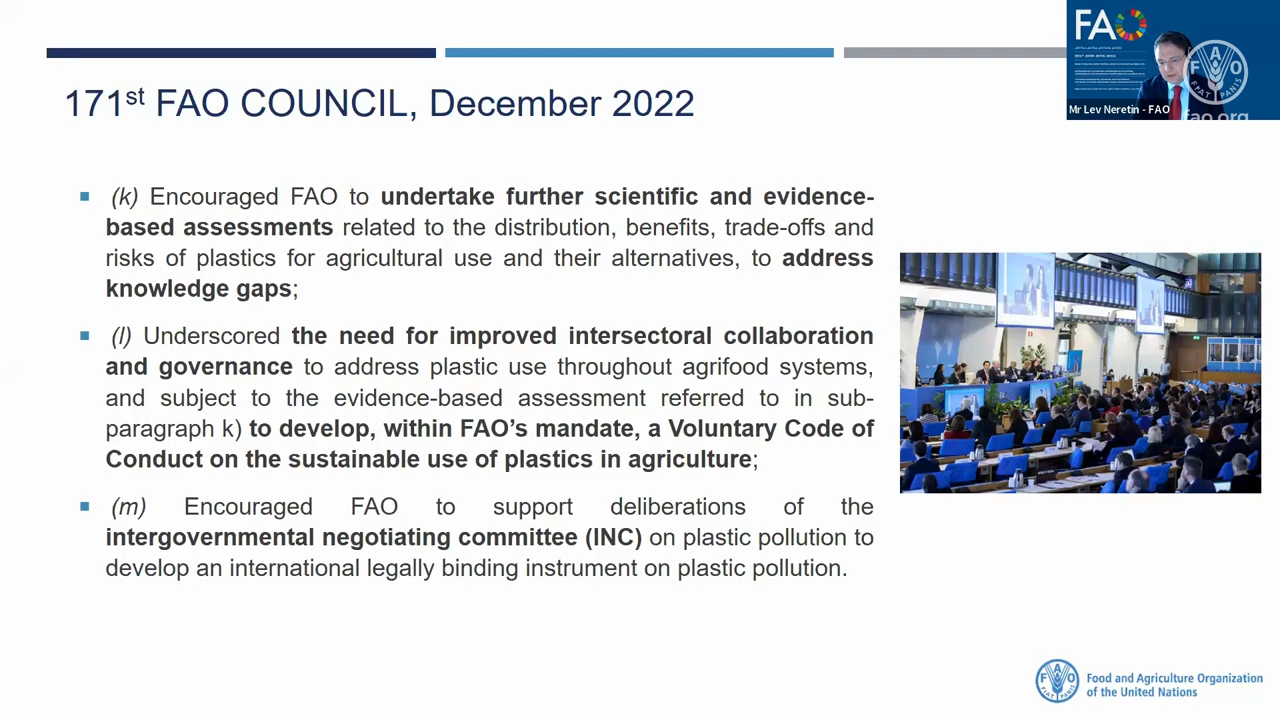 171st FAO COUNCIL, December 2022
(k) Encouraged FAO to undertake further scientific and evidence-
based assessments related to the distribution, benefits, trade-offs and
risks of plastics for agricultural use and their alternatives, to address
knowledge gaps;
(l) Underscored the need for improved intersectoral collaboration
and governance to address plastic use throughout agrifood systems,
and subject to the evidence-based assessment referred to in sub-
paragraph k) to develop, within FAO’s mandate, a Voluntary Code of
Conduct on the sustainable use of plastics in agriculture;
(m) Encouraged FAO to support deliberations of the
intergovernmental negotiating committee (INC) on plastic pollution to
develop an international legally binding instrument on plastic pollution.
FAO
FAO
FIAT PANIS
Mr Lev Neretin - FAO
fao.org
FAO
FIAT PANIS
Food and Agriculture Organization
of the United Nations